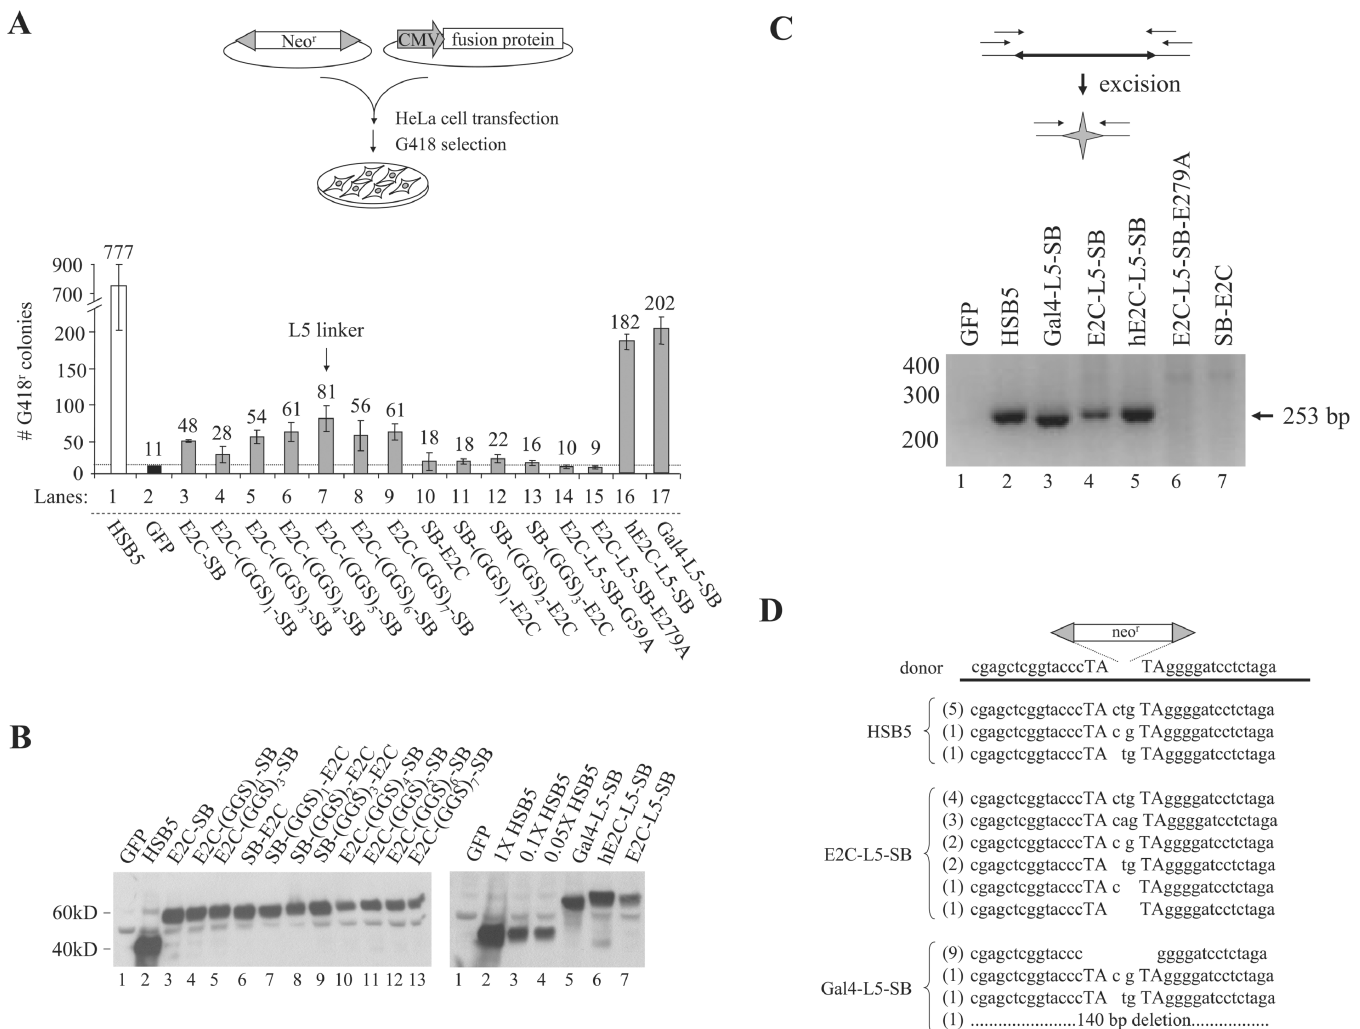 A
Neoʳ
CMV fusion protein
HeLa cell transfection
G418 selection
# G418ʳ colonies
900
700
200
150
100
50
0
777
11
48
28
54
61
81
56
61
18
18
22
16
10
9
182
202
L5 linker
Lanes: 1 2 3 4 5 6 7 8 9 10 11 12 13 14 15 16 17
HSB5
GFP
E2C-SB
E2C-(GGS)₁-SB
E2C-(GGS)₃-SB
E2C-(GGS)₄-SB
E2C-(GGS)₅-SB
E2C-(GGS)₆-SB
E2C-(GGS)₇-SB
SB-E2C
SB-(GGS)₁-E2C
SB-(GGS)₂-E2C
SB-(GGS)₃-E2C
E2C-L5-SB-G59A
E2C-L5-SB-E279A
hE2C-L5-SB
Gal4-L5-SB
B
GFP
HSB5
E2C-SB
E2C-(GGS)₁-SB
E2C-(GGS)₃-SB
SB-E2C
SB-(GGS)₁-E2C
SB-(GGS)₂-E2C
SB-(GGS)₃-E2C
E2C-(GGS)₄-SB
E2C-(GGS)₅-SB
E2C-(GGS)₆-SB
E2C-(GGS)₇-SB
60kD
40kD
1 2 3 4 5 6 7 8 9 10 11 12 13
GFP
1X HSB5
0.1X HSB5
0.05X HSB5
Gal4-L5-SB
hE2C-L5-SB
E2C-L5-SB
1 2 3 4 5 6 7
C
excision
GFP
HSB5
Gal4-L5-SB
E2C-L5-SB
hE2C-L5-SB
E2C-L5-SB-E279A
SB-E2C
400
300
200
253 bp
1 2 3 4 5 6 7
D
neoʳ
donor cgagctcggtacccTA TAggggatcctctaga
HSB5
(5) cgagctcggtacccTA ctg TAggggatcctctaga
(1) cgagctcggtacccTA c g TAggggatcctctaga
(1) cgagctcggtacccTA tg TAggggatcctctaga
E2C-L5-SB
(4) cgagctcggtacccTA ctg TAggggatcctctaga
(3) cgagctcggtacccTA cag TAggggatcctctaga
(2) cgagctcggtacccTA c g TAggggatcctctaga
(2) cgagctcggtacccTA tg TAggggatcctctaga
(1) cgagctcggtacccTA c TAggggatcctctaga
(1) cgagctcggtacccTA TAggggatcctctaga
Gal4-L5-SB
(9) cgagctcggtaccc ggggatcctctaga
(1) cgagctcggtacccTA c g TAggggatcctctaga
(1) cgagctcggtacccTA tg TAggggatcctctaga
(1) ......................140 bp deletion................